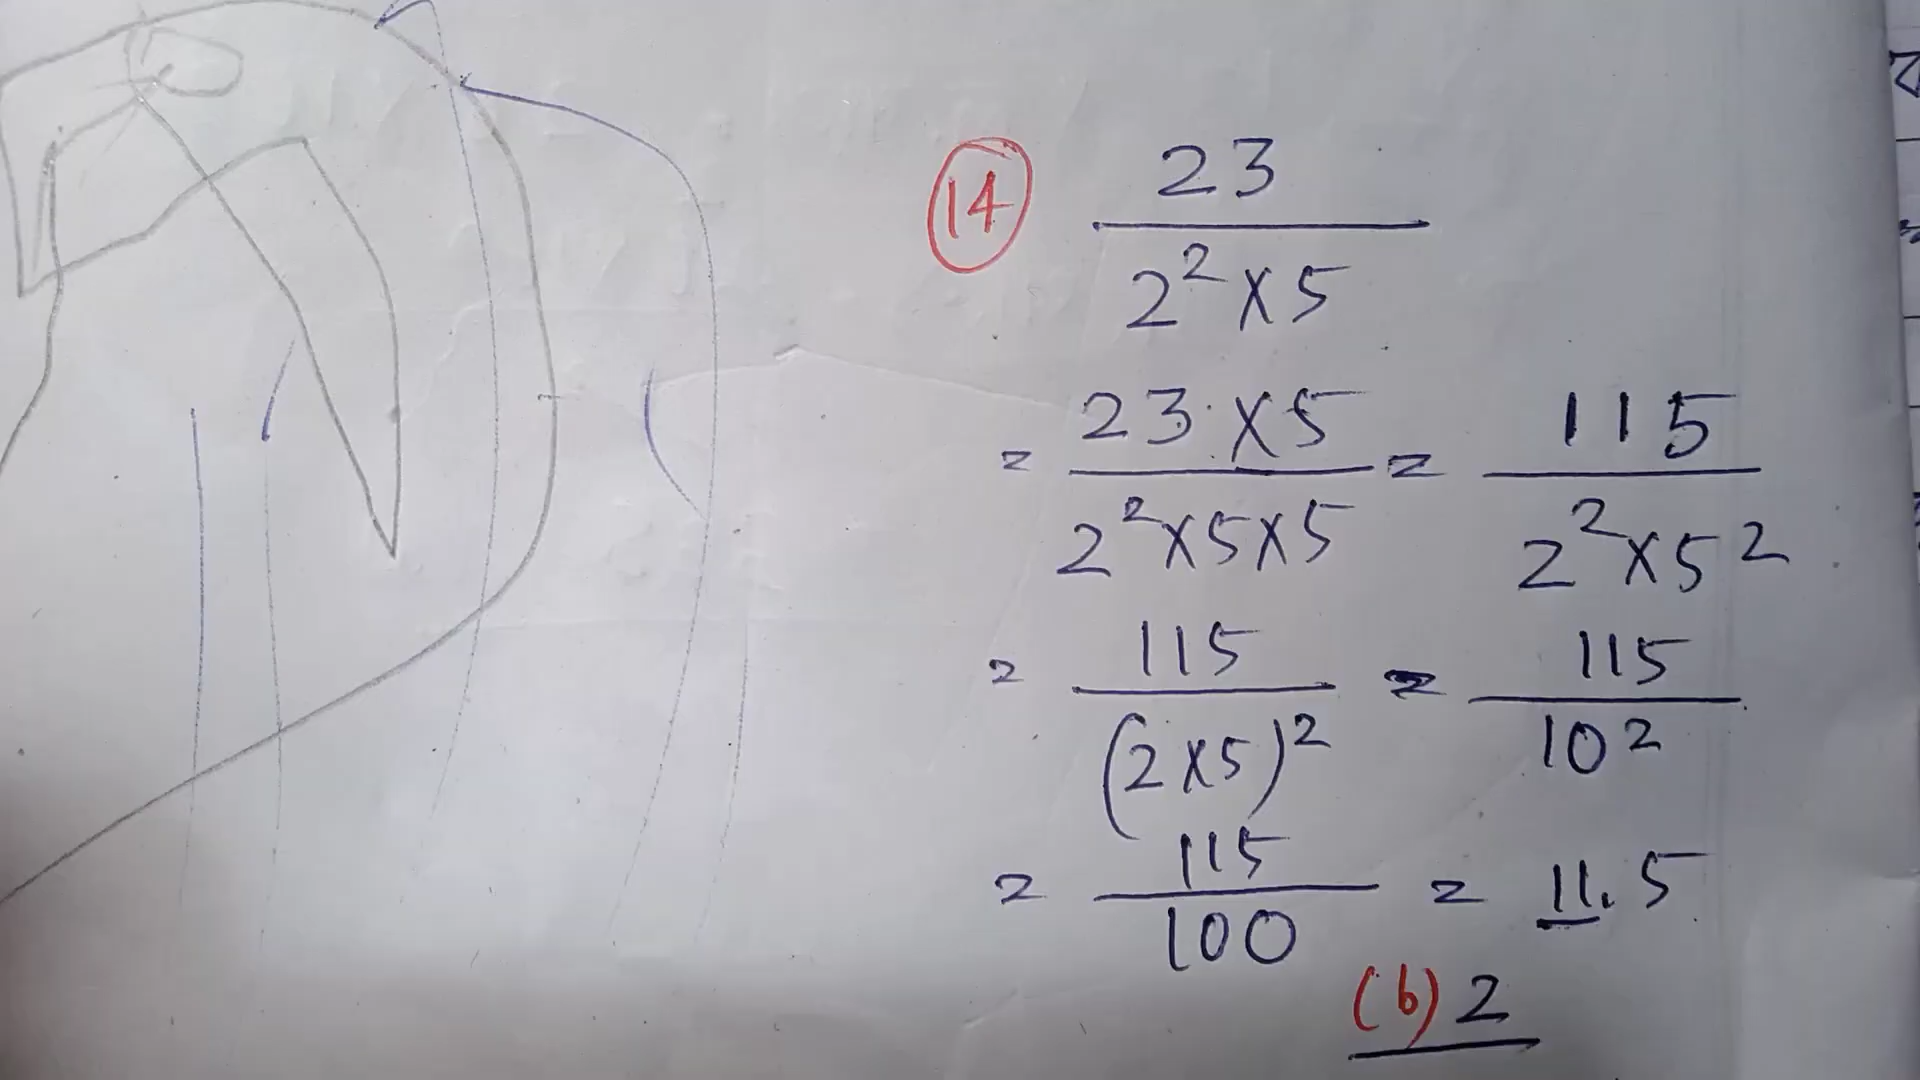 14
23
2² × 5
= 23 × 5 = 115
2² × 5 × 5 2² × 5²
= 115 = 115
(2 × 5)² 10²
= 115 = 11.5
100
(b) 2